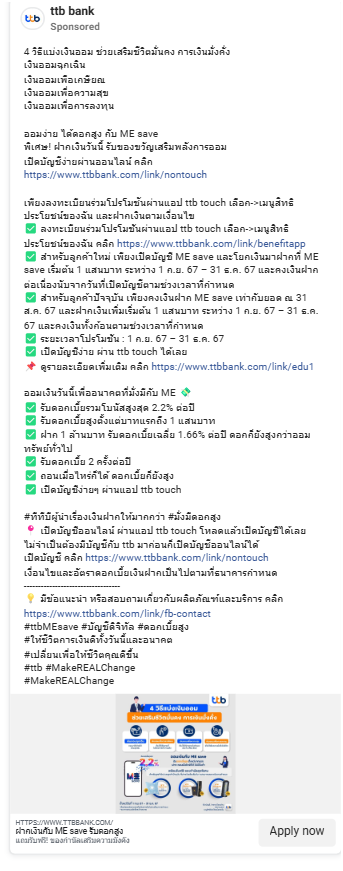 ttb bank
Sponsored
4 วิธีแบ่งเงินออม ช่วยเสริมชีวิตมั่นคง การเงินมั่งคั่ง
เงินออมฉุกเฉิน
เงินออมเพื่อเกษียณ
เงินออมเพื่อความสุข
เงินออมเพื่อการลงทุน
ออมง่าย ได้ดอกสูง กับ ME save
พิเศษ! ฝากเงินวันนี้ รับของขวัญเสริมพลังการออม
เปิดบัญชีง่ายผ่านออนไลน์ คลิก
https://www.ttbbank.com/link/nontouch
เพียงลงทะเบียนร่วมโปรโมชันผ่านแอป ttb touch เลือก->เมนูสิทธิ
ประโยชน์ของฉัน และฝากเงินตามเงื่อนไข
✅ ลงทะเบียนร่วมโปรโมชันผ่านแอป ttb touch เลือก->เมนูสิทธิ
ประโยชน์ของฉัน คลิก https://www.ttbbank.com/link/benefitapp
✅ สำหรับลูกค้าใหม่ เพียงเปิดบัญชี ME save และโยกเงินมาฝากที่ ME
save เริ่มต้น 1 แสนบาท ระหว่าง 1 ก.ย. 67 – 31 ธ.ค. 67 และคงเงินฝาก
ต่อเนื่องนับจากวันที่เปิดบัญชีตามช่วงเวลาที่กำหนด
✅ สำหรับลูกค้าปัจจุบัน เพียงคงเงินฝาก ME save เท่ากับยอด ณ 31
ส.ค. 67 และฝากเงินเพิ่มเริ่มต้น 1 แสนบาท ระหว่าง 1 ก.ย. 67 – 31 ธ.ค.
67 และคงเงินทั้งก้อนตามช่วงเวลาที่กำหนด
✅ ระยะเวลาโปรโมชัน : 1 ก.ย. 67 – 31 ธ.ค. 67
✅ เปิดบัญชีง่าย ผ่าน ttb touch ได้เลย
📌 ดูรายละเอียดเพิ่มเติม คลิก https://www.ttbbank.com/link/edu1
ออมเงินวันนี้เพื่ออนาคตที่มั่งมีกับ ME 💸
✅ รับดอกเบี้ยรวมโบนัสสูงสุด 2.2% ต่อปี
✅ รับดอกเบี้ยสูงตั้งแต่บาทแรกถึง 1 แสนบาท
✅ ฝาก 1 ล้านบาท รับดอกเบี้ยเฉลี่ย 1.66% ต่อปี ดอกก็ยังสูงกว่าออม
ทรัพย์ทั่วไป
✅ รับดอกเบี้ย 2 ครั้งต่อปี
✅ ถอนเมื่อไหร่ก็ได้ ดอกเบี้ยก็ยังสูง
✅ เปิดบัญชีง่ายๆ ผ่านแอป ttb touch
#ทีทีบีผู้นำเรื่องเงินฝากให้มากกว่า #มั่งมีดอกสูง
📍 เปิดบัญชีออนไลน์ ผ่านแอป ttb touch โหลดแล้วเปิดบัญชีได้เลย
ไม่จำเป็นต้องมีบัญชีกับ ttb มาก่อนก็เปิดบัญชีออนไลน์ได้
เปิดบัญชี คลิก https://www.ttbbank.com/link/nontouch
เงื่อนไขและอัตราดอกเบี้ยเงินฝากเป็นไปตามที่ธนาคารกำหนด
-----------------------------------
💡 มีข้อแนะนำ หรือสอบถามเกี่ยวกับผลิตภัณฑ์และบริการ คลิก
https://www.ttbbank.com/link/fb-contact
#ttbMEsave #บัญชีดิจิทัล #ดอกเบี้ยสูง
#ให้ชีวิตการเงินดีทั้งวันนี้และอนาคต
#เปลี่ยนเพื่อให้ชีวิตคุณดีขึ้น
#ttb #MakeREALChange
#MakeREALChange
ttb
4 วิธีแบ่งเงินออม
ช่วยเสริมชีวิตมั่นคง การเงินมั่งคั่ง
ME
2.2%
HTTPS://WWW.TTBBANK.COM/
ฝากเงินกับ ME save รับดอกสูง
แถมรับฟรี! ของกำนัลเสริมความมั่งคั่ง
Apply now